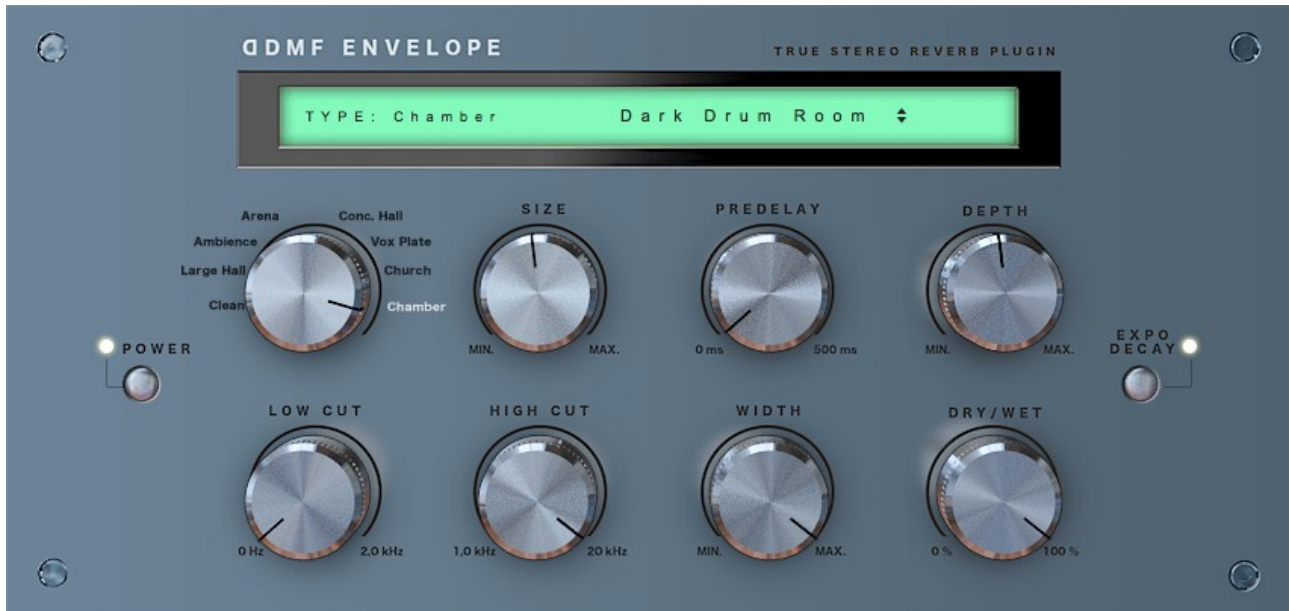 DDMF ENVELOPE
TRUE STEREO REVERB PLUGIN
TYPE: Chamber
Dark Drum Room
Arena
Conc. Hall
Ambience
Vox Plate
Large Hall
Church
Clean
Chamber
SIZE
MIN.
MAX.
PREDELAY
0 ms
500 ms
DEPTH
MIN.
MAX.
POWER
EXPO
DECAY
LOW CUT
0 Hz
2,0 kHz
HIGH CUT
1,0 kHz
20 kHz
WIDTH
MIN.
MAX.
DRY/WET
0 %
100 %